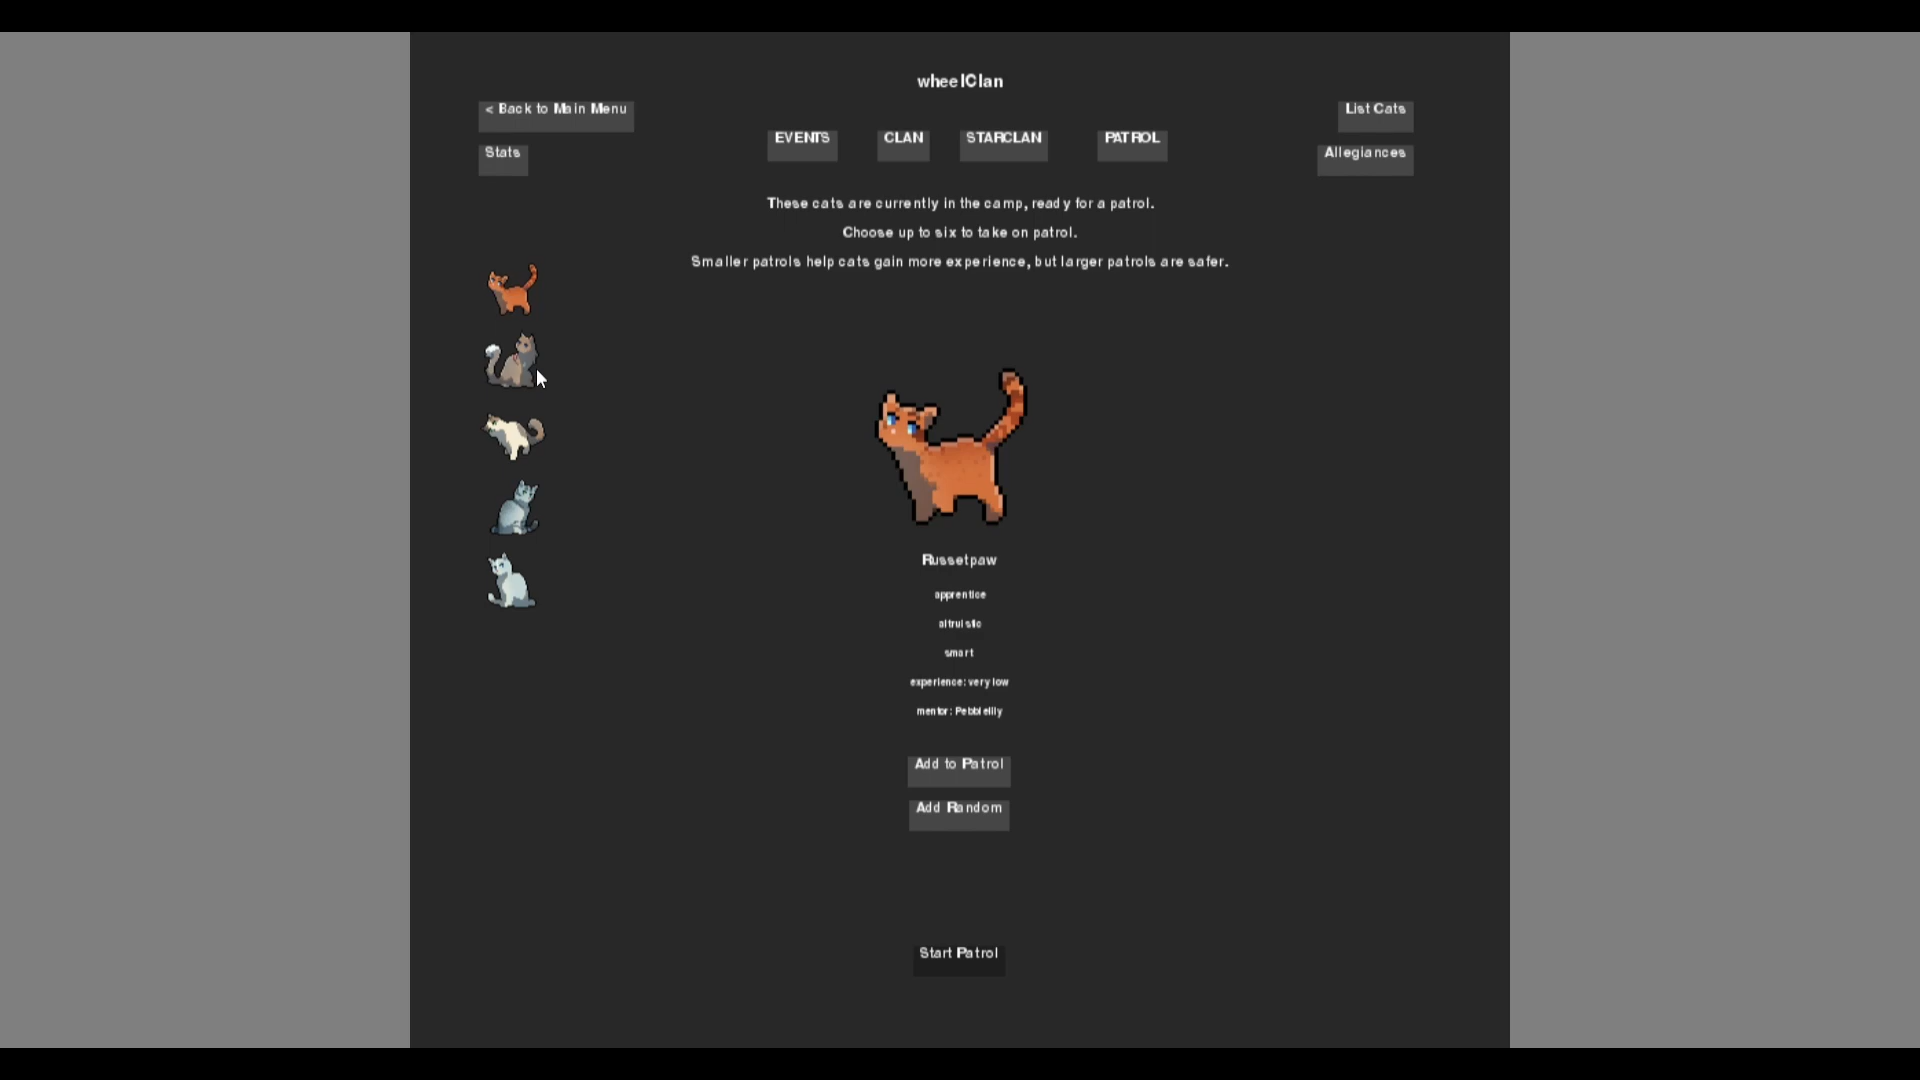 wheelClan
< Back to Main Menu
List Cats
EVENTS
CLAN
STARCLAN
PATROL
Stats
Allegiances
These cats are currently in the camp, ready for a patrol.
Choose up to six to take on patrol.
Smaller patrols help cats gain more experience, but larger patrols are safer.
Russetpaw
apprentice
altruistic
smart
experience: very low
mentor: Pebblelily
Add to Patrol
Add Random
Start Patrol